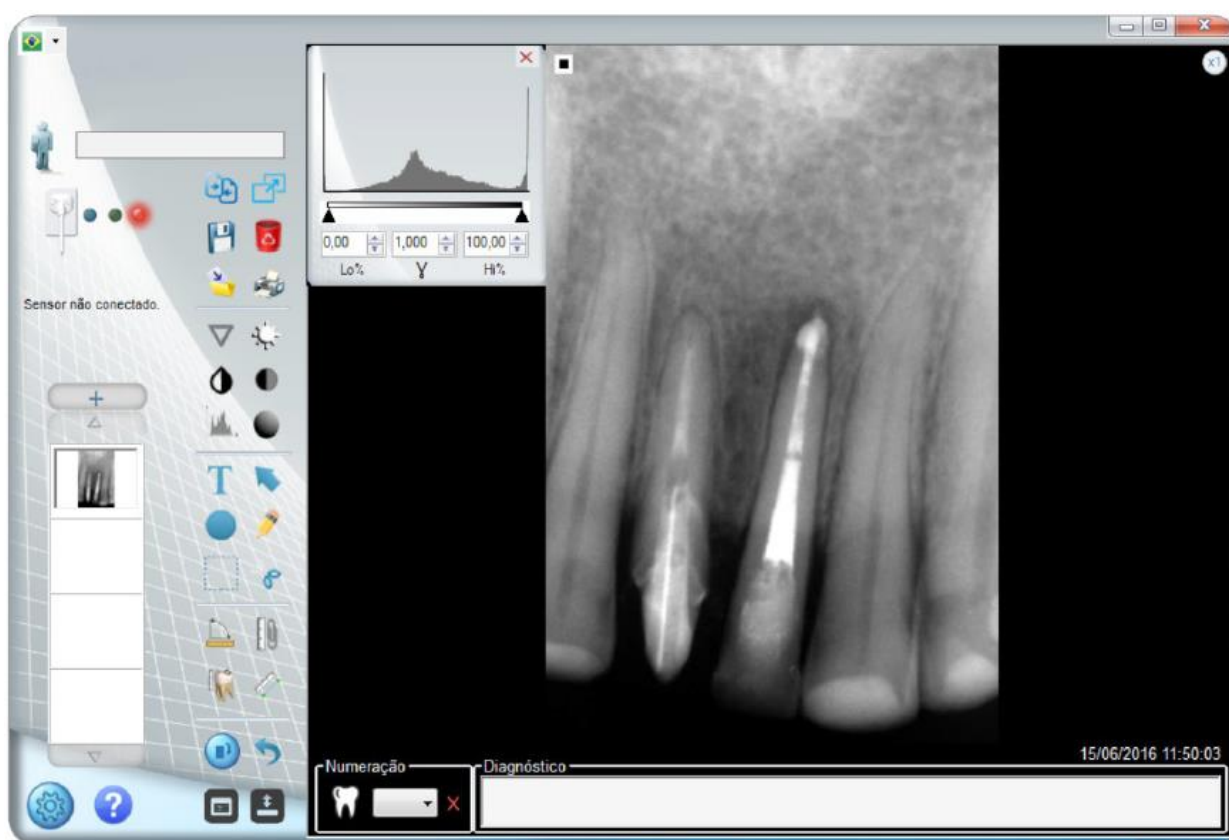 x1
0,00
1,000
100,00
Lo%
γ
Hi%
Sensor não conectado.
+
T
15/06/2016 11:50:03
Numeração
Diagnóstico
X
?